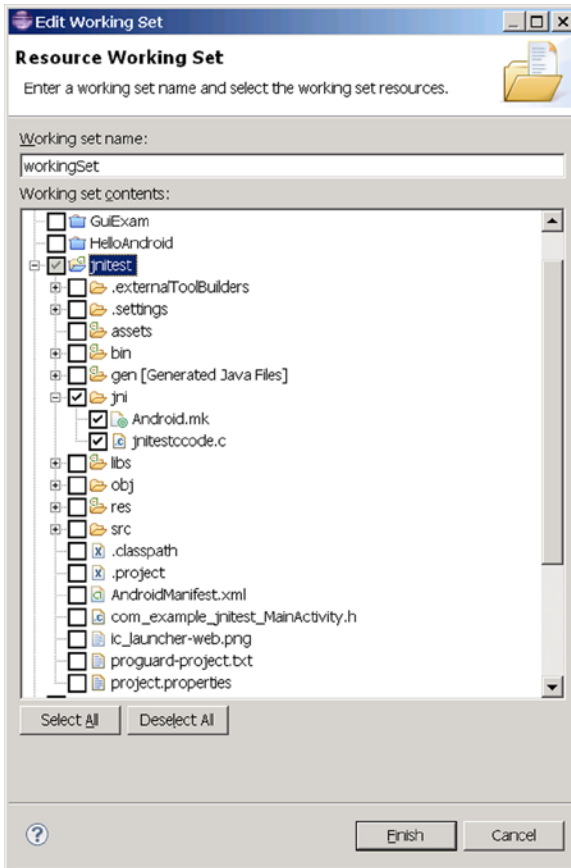 Edit Working Set
Resource Working Set
Enter a working set name and select the working set resources.
Working set name:
workingSet
Working set contents:
GuiExam
HelloAndroid
jnitest
.externalToolBuilders
.settings
assets
bin
gen [Generated Java Files]
jni
Android.mk
jnitestccode.c
libs
obj
res
src
.classpath
.project
AndroidManifest.xml
com_example_jnitest_MainActivity.h
ic_launcher-web.png
proguard-project.txt
project.properties
Select All Deselect All
Finish Cancel